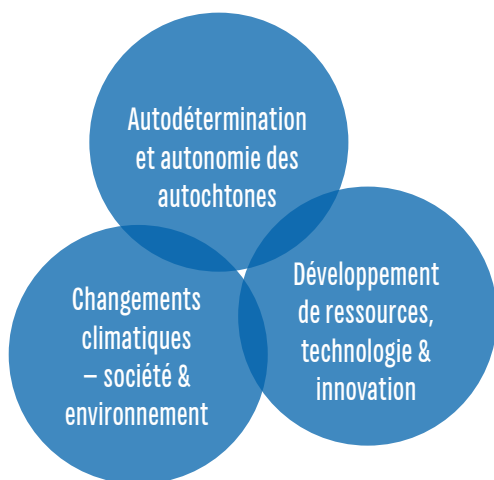 Autodétermination
et autonomie des
autochtones
Changements
climatiques
– société &
environnement
Développement
de ressources,
technologie &
innovation